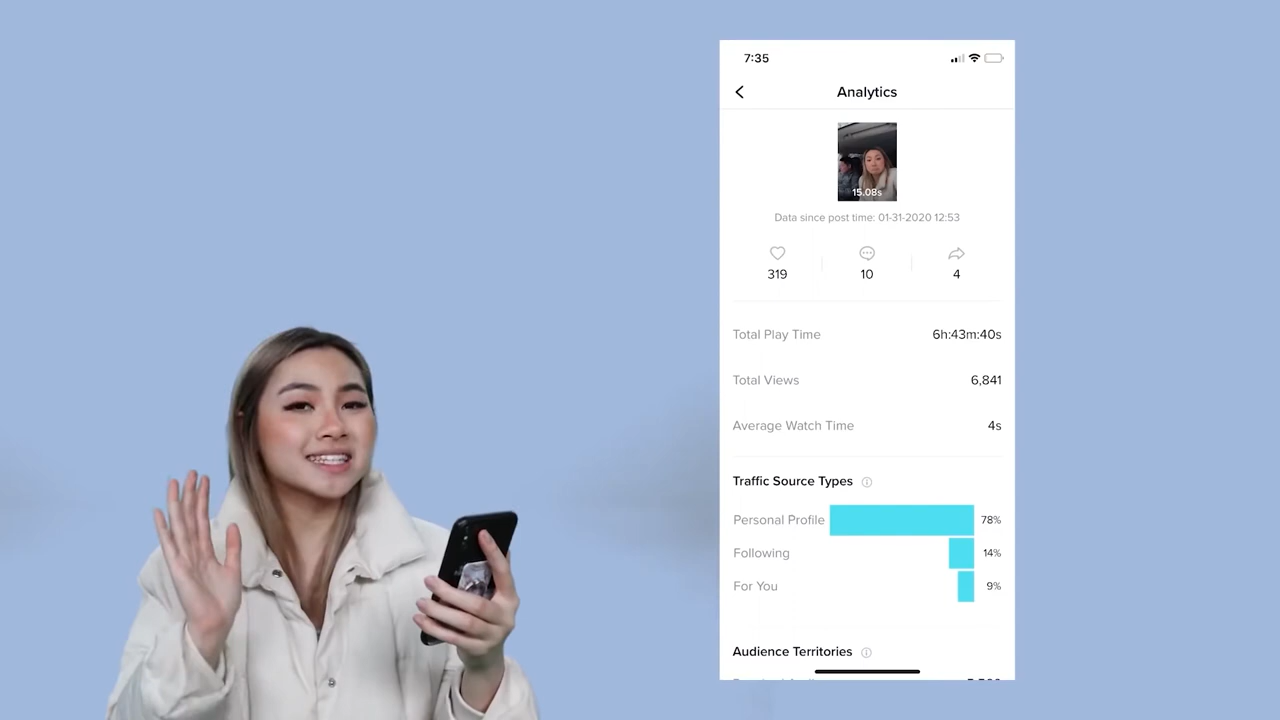 7:35
Analytics
15.08s
Data since post time: 01-31-2020 12:53
319 10 4
Total Play Time 6h:43m:40s
Total Views 6,841
Average Watch Time 4s
Traffic Source Types
Personal Profile 78%
Following 14%
For You 9%
Audience Territories